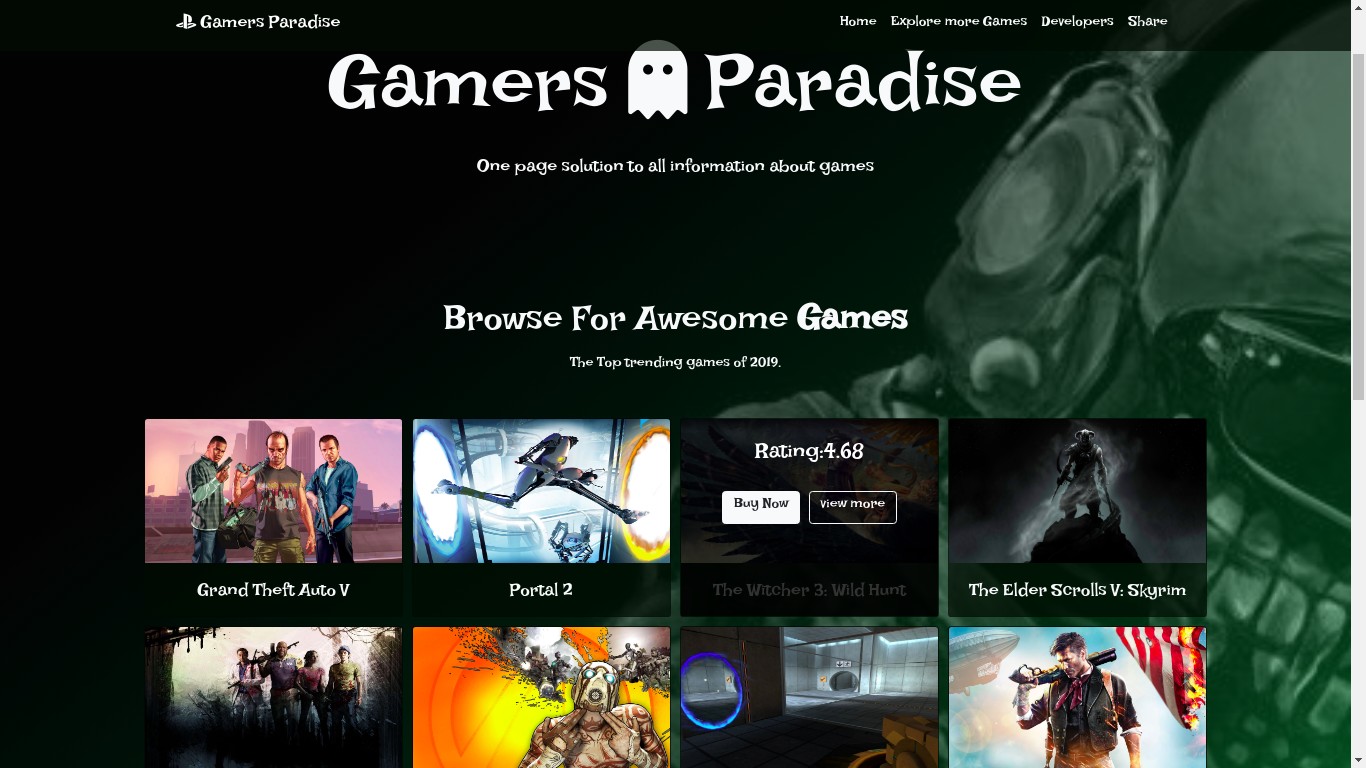 Gamers Paradise
Home Explore more Games Developers Share
Gamers Paradise
One page solution to all information about games
Browse For Awesome Games
The Top trending games of 2019.
Rating:4.68
Buy Now view more
Grand Theft Auto V
Portal 2
The Witcher 3: Wild Hunt
The Elder Scrolls V: Skyrim